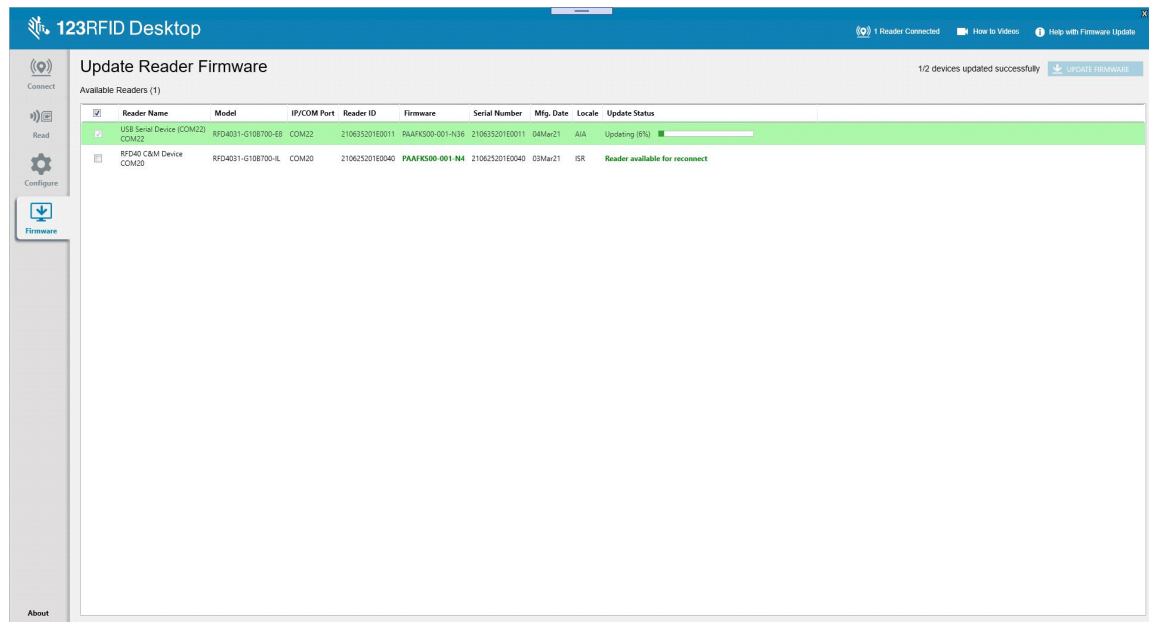 123RFID Desktop
1 Reader Connected
How to Videos
Help with Firmware Update
X
Connect
Read
Configure
Firmware
About
Update Reader Firmware
1/2 devices updated successfully
UPDATE FIRMWARE
Available Readers (1)
Reader Name Model IP/COM Port Reader ID Firmware Serial Number Mfg. Date Locale Update Status
USB Serial Device (COM22)
COM22 RFD4031-G10B700-E8 COM22 210635201E0011 PAAFKS00-001-N36 210635201E0011 04Mar21 AIA Updating (6%)
RFD40 C&M Device
COM20 RFD4031-G10B700-IL COM20 210625201E0040 PAAFKS00-001-N4 210625201E0040 03Mar21 ISR Reader available for reconnect